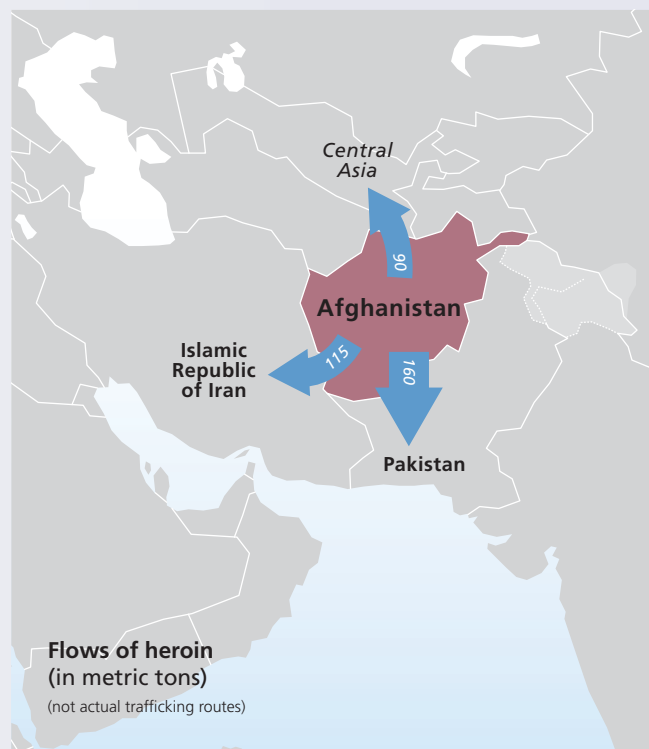 Central
Asia
90
Afghanistan
Islamic
Republic
of Iran
115
160
Pakistan
Flows of heroin
(in metric tons)
(not actual trafficking routes)